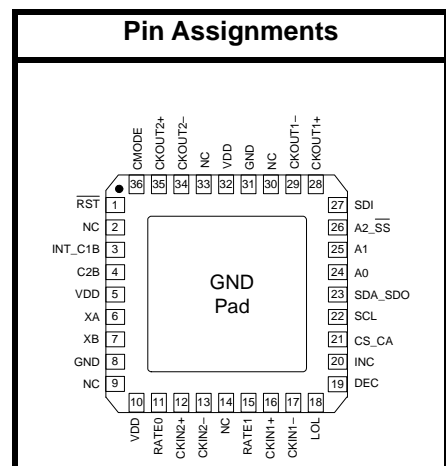 Pin Assignments
CMODE
CKOUT2+
CKOUT2–
NC
VDD
GND
NC
CKOUT1–
CKOUT1+
36 35 34 33 32 31 30 29 28
RST 1
NC 2
INT_C1B 3
C2B 4
VDD 5
XA 6
XB 7
GND 8
NC 9
GND
Pad
27 SDI
26 A2_SS
25 A1
24 A0
23 SDA_SDO
22 SCL
21 CS_CA
20 INC
19 DEC
10 11 12 13 14 15 16 17 18
VDD
RATE0
CKIN2+
CKIN2–
NC
RATE1
CKIN1+
CKIN1–
LOL